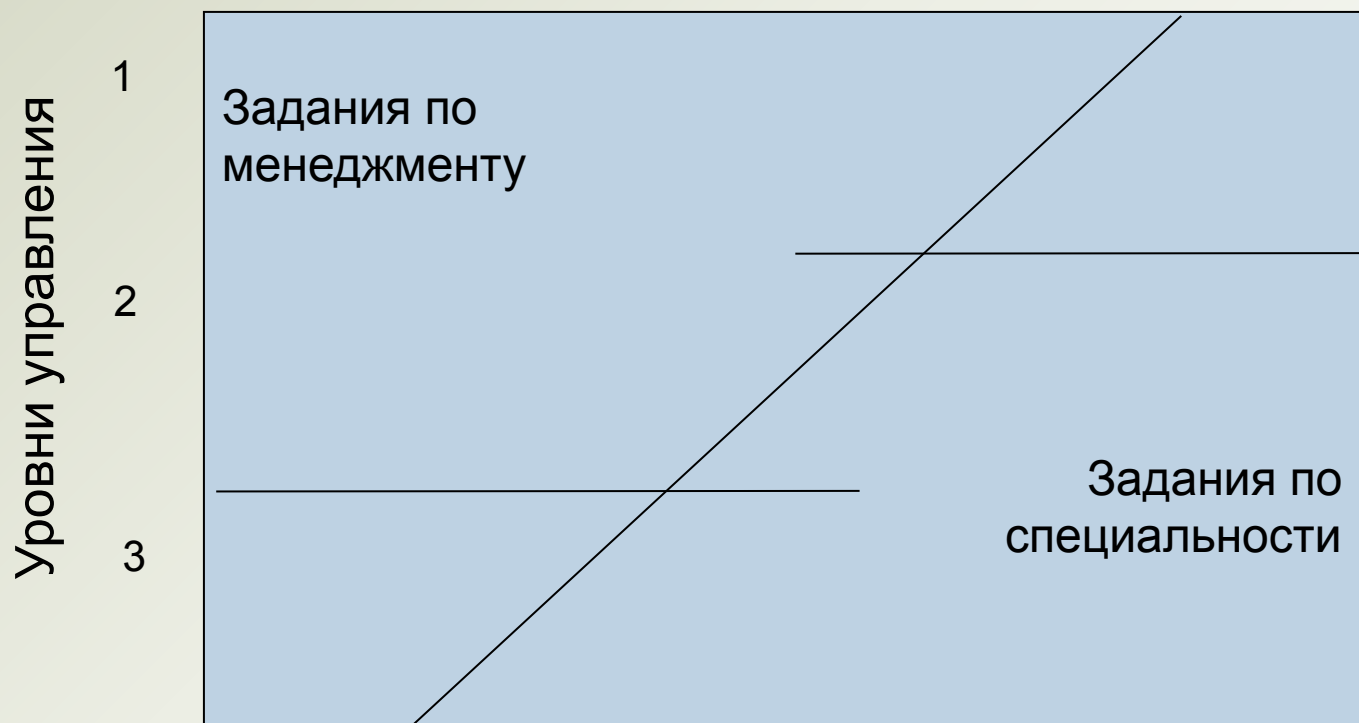 Уровни управления
1
Задания по
менеджменту
2
Задания по
специальности
3